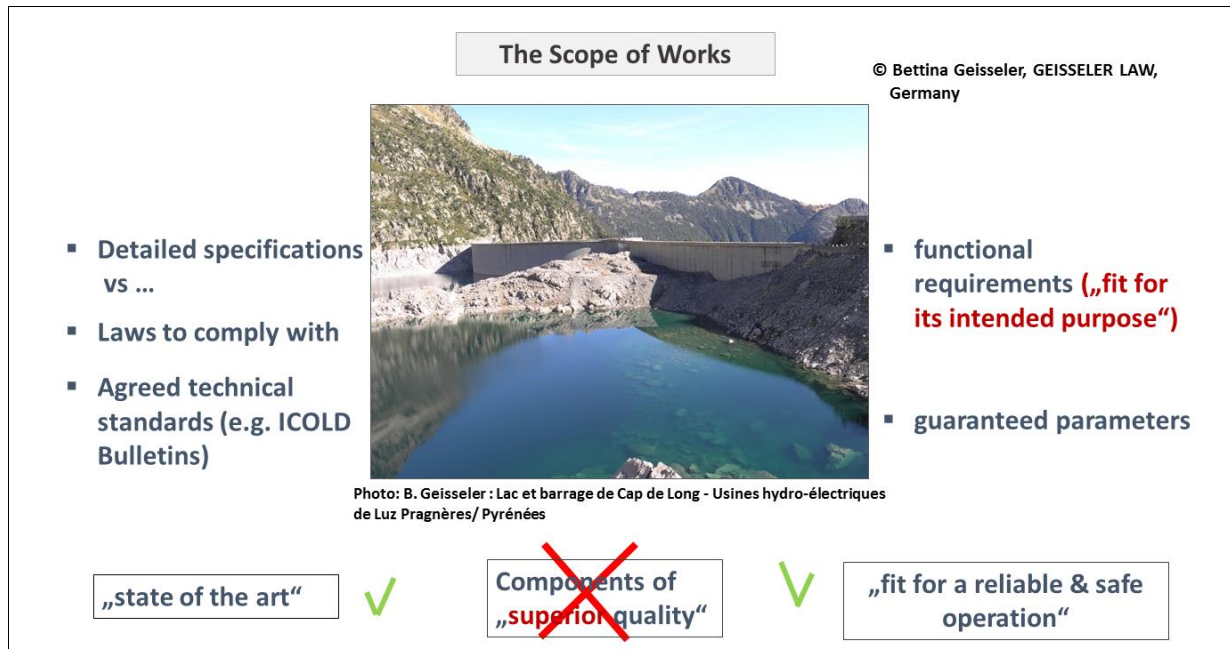 The Scope of Works
© Bettina Geisseler, GEISSELER LAW,
Germany
▪ Detailed specifications
vs ...
▪ Laws to comply with
▪ Agreed technical
standards (e.g. ICOLD
Bulletins)
▪ functional
requirements („fit for
its intended purpose“)
▪ guaranteed parameters
Photo: B. Geisseler : Lac et barrage de Cap de Long - Usines hydro-électriques
de Luz Pragnères/ Pyrénées
„state of the art“
Components of
„superior quality“
„fit for a reliable & safe
operation“